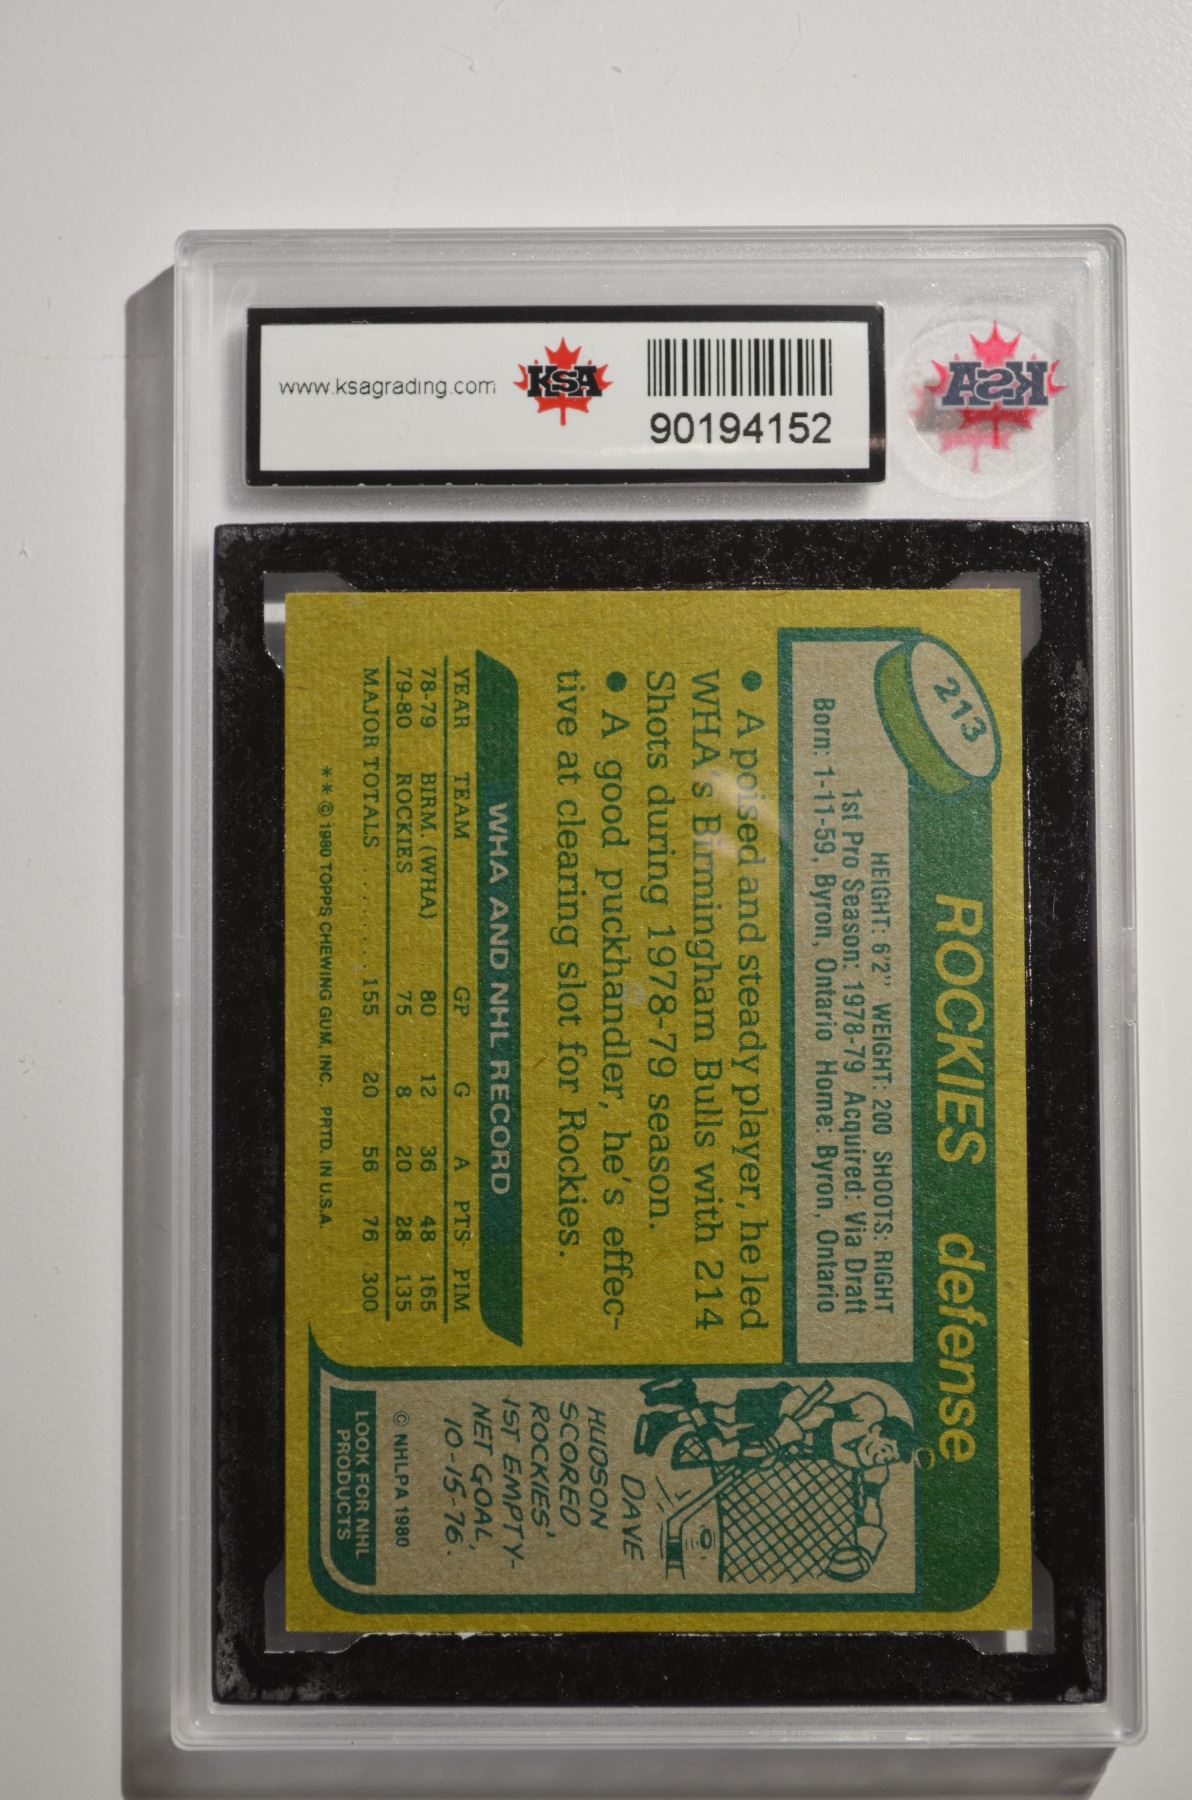 www.ksagrading.com
KSA
90194152
KSA
213
ROCKIES defense
HEIGHT: 6'2" WEIGHT: 200 SHOOTS: RIGHT
1st Pro Season: 1978-79 Acquired: Via Draft
Born: 1-11-59, Byron, Ontario Home: Byron, Ontario
● A poised and steady player, he led
WHA's Birmingham Bulls with 214
Shots during 1978-79 season.
● A good puckhandler, he's effec-
tive at clearing slot for Rockies.
WHA AND NHL RECORD
YEAR TEAM GP G A PTS· PIM
78-79 BIRM. (WHA) 80 12 36 48 165
79-80 ROCKIES 75 8 20 28 135
MAJOR TOTALS ......... 155 20 56 76 300
** © 1980 TOPPS CHEWING GUM, INC. PRTD. IN U.S.A.
DAVE
HUDSON
SCORED
ROCKIES'
1ST EMPTY-
NET GOAL,
10-15-76.
© NHLPA 1980
LOOK FOR NHL
PRODUCTS